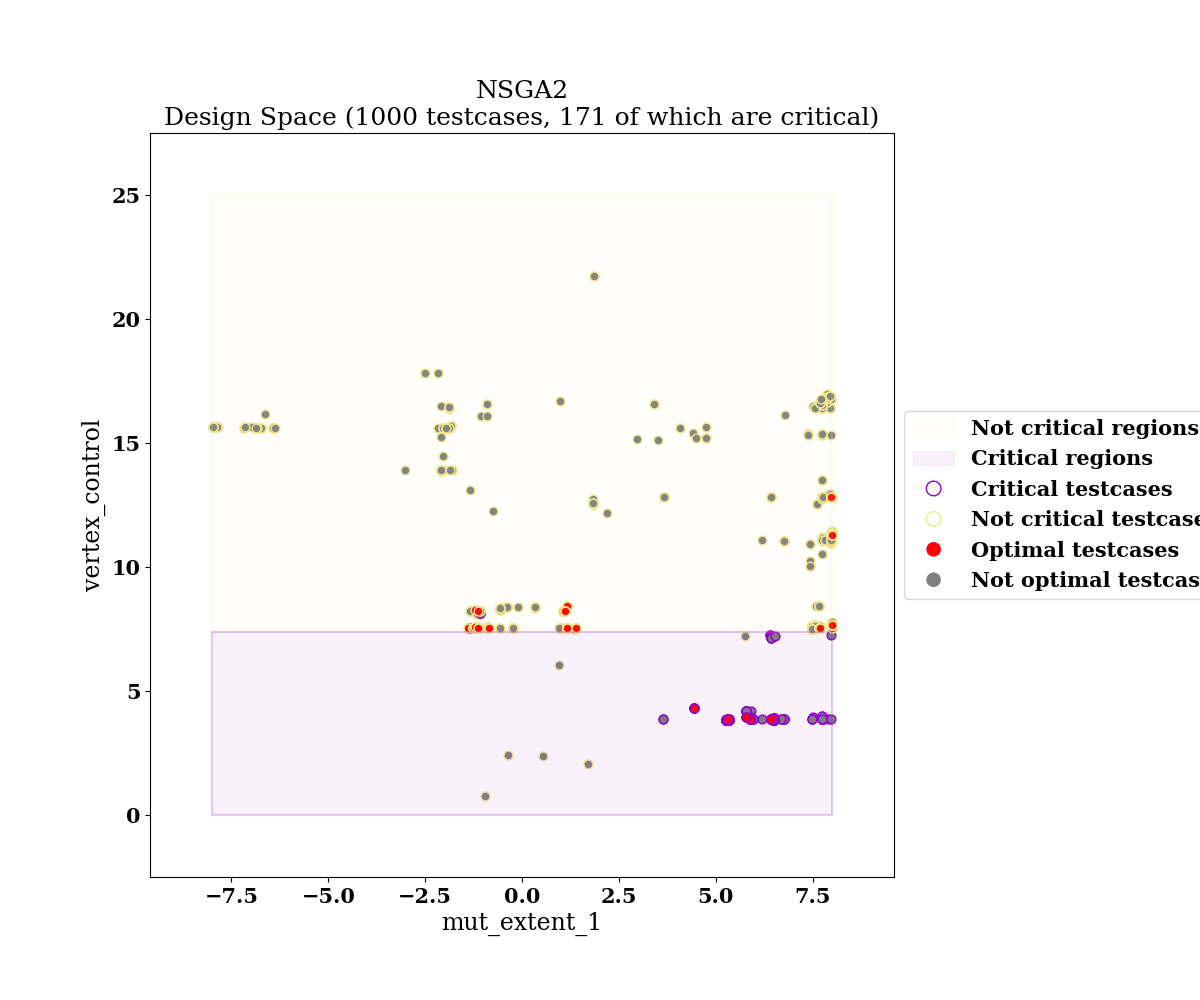 NSGA2
Design Space (1000 testcases, 171 of which are critical)
25
20
15
10
5
0
vertex_control
−7.5
−5.0
−2.5
0.0
2.5
5.0
7.5
mut_extent_1
Not critical regions
Critical regions
Critical testcases
Not critical testcase
Optimal testcases
Not optimal testcas